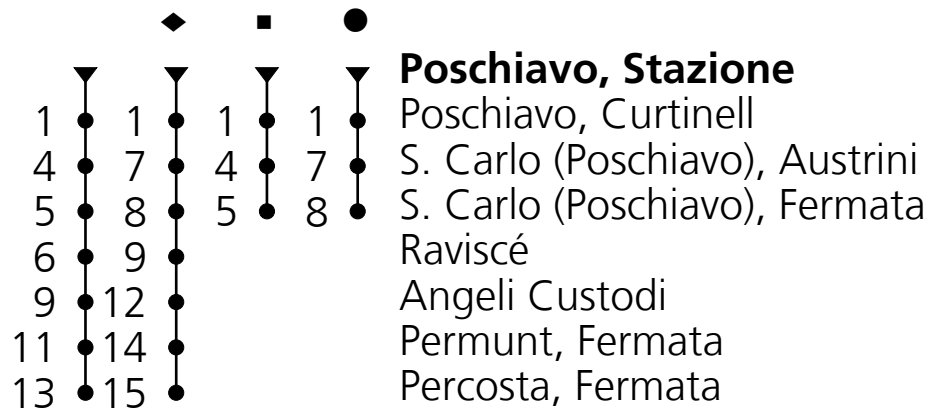 Poschiavo, Stazione
1 1 1 1 Poschiavo, Curtinell
4 7 4 7 S. Carlo (Poschiavo), Austrini
5 8 5 8 S. Carlo (Poschiavo), Fermata
6 9 Raviscé
9 12 Angeli Custodi
11 14 Permunt, Fermata
13 15 Percosta, Fermata